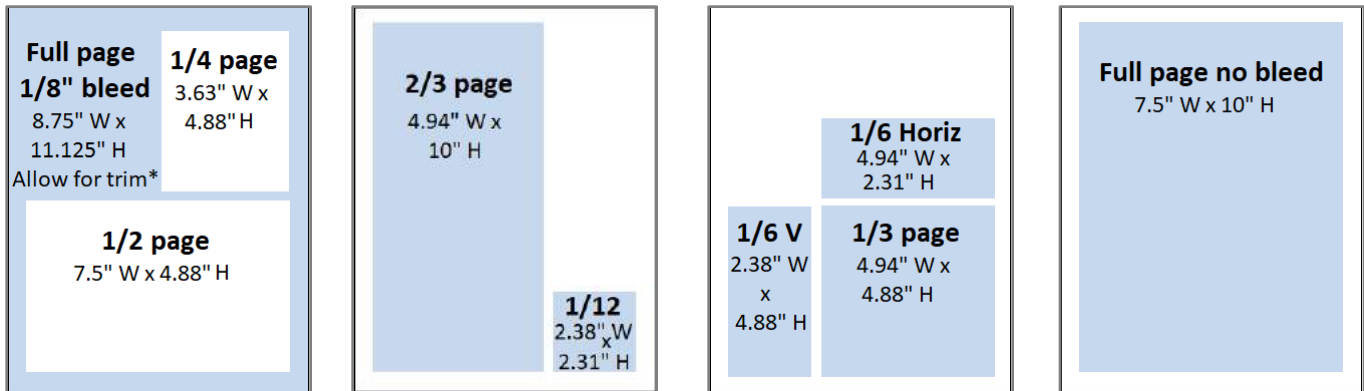 Full page
1/8" bleed
8.75" W x
11.125" H
Allow for trim*
1/4 page
3.63" W x
4.88" H
1/2 page
7.5" W x 4.88" H
2/3 page
4.94" W x
10" H
1/12
2.38" W
x
2.31" H
1/6 Horiz
4.94" W x
2.31" H
1/6 V
2.38" W
x
4.88" H
1/3 page
4.94" W x
4.88" H
Full page no bleed
7.5" W x 10" H